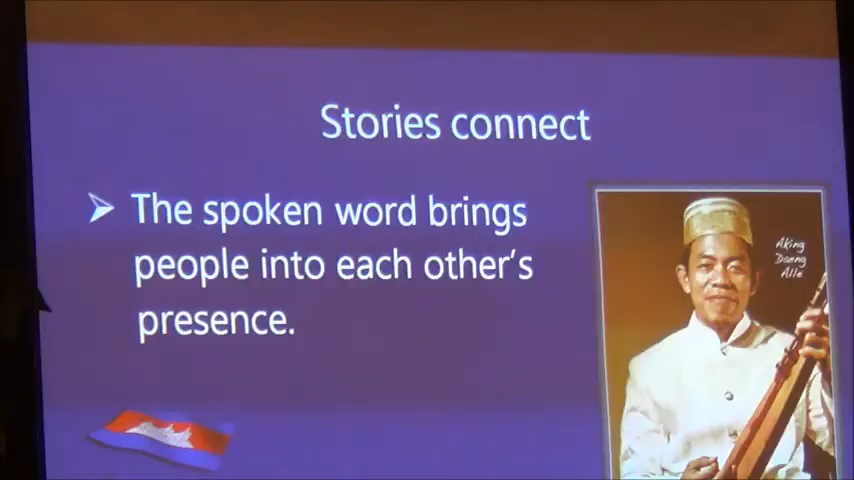 Stories connect
The spoken word brings
people into each other's
presence.
Aking
Daeng
Alle